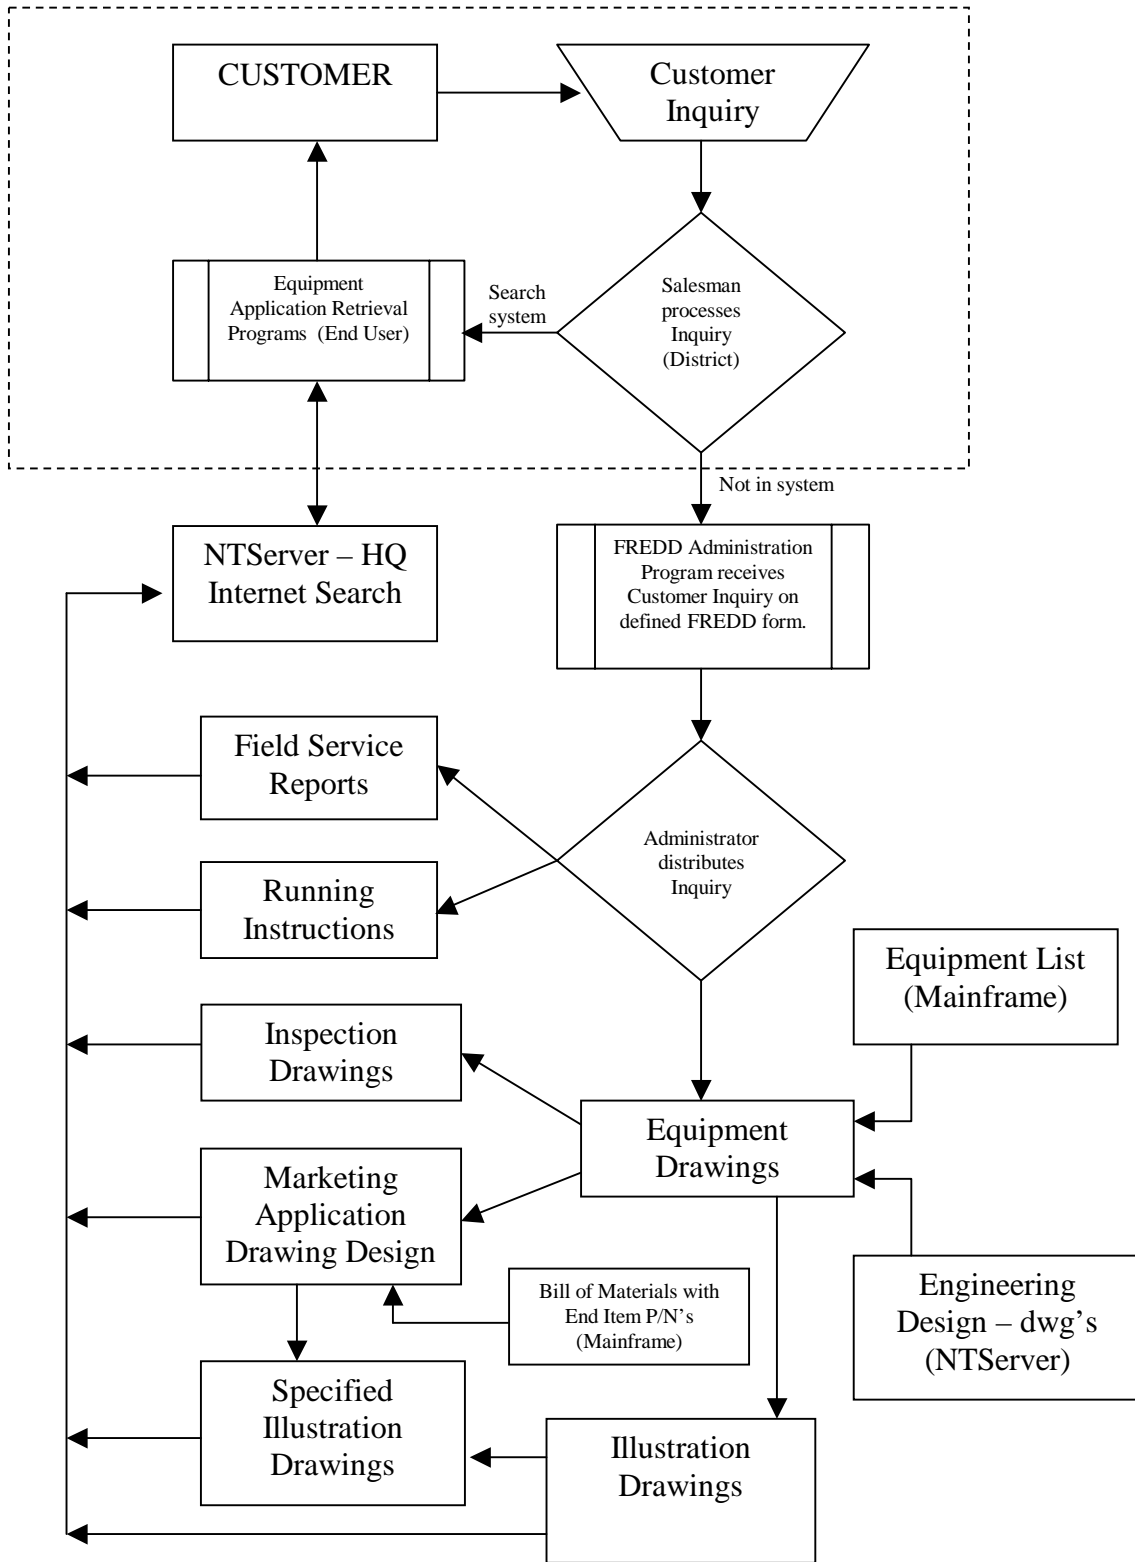 CUSTOMER
Customer
Inquiry
Equipment
Application Retrieval
Programs (End User)
Search
system
Salesman
processes
Inquiry
(District)
Not in system
NTServer – HQ
Internet Search
FREDD Administration
Program receives
Customer Inquiry on
defined FREDD form.
Field Service
Reports
Administrator
distributes
Inquiry
Running
Instructions
Equipment List
(Mainframe)
Inspection
Drawings
Equipment
Drawings
Marketing
Application
Drawing Design
Bill of Materials with
End Item P/N's
(Mainframe)
Engineering
Design – dwg's
(NTServer)
Specified
Illustration
Drawings
Illustration
Drawings